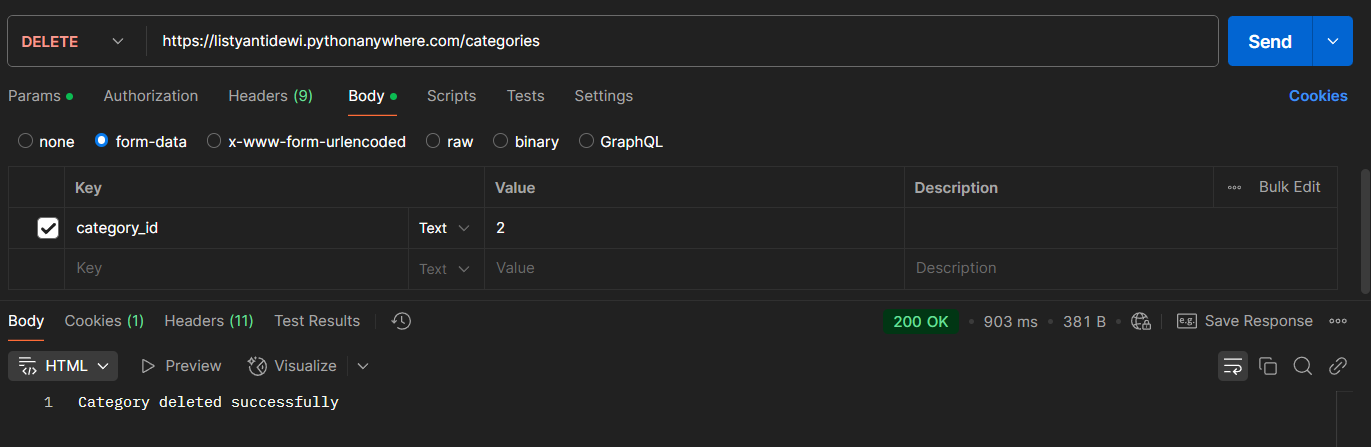 DELETE https://listyantidewi.pythonanywhere.com/categories Send
Params Authorization Headers (9) Body Scripts Tests Settings Cookies
none form-data x-www-form-urlencoded raw binary GraphQL
Key Value Description Bulk Edit
category_id Text 2
Key Text Value Description
Body Cookies (1) Headers (11) Test Results 200 OK 903 ms 381 B e.g. Save Response
HTML Preview Visualize
1 Category deleted successfully